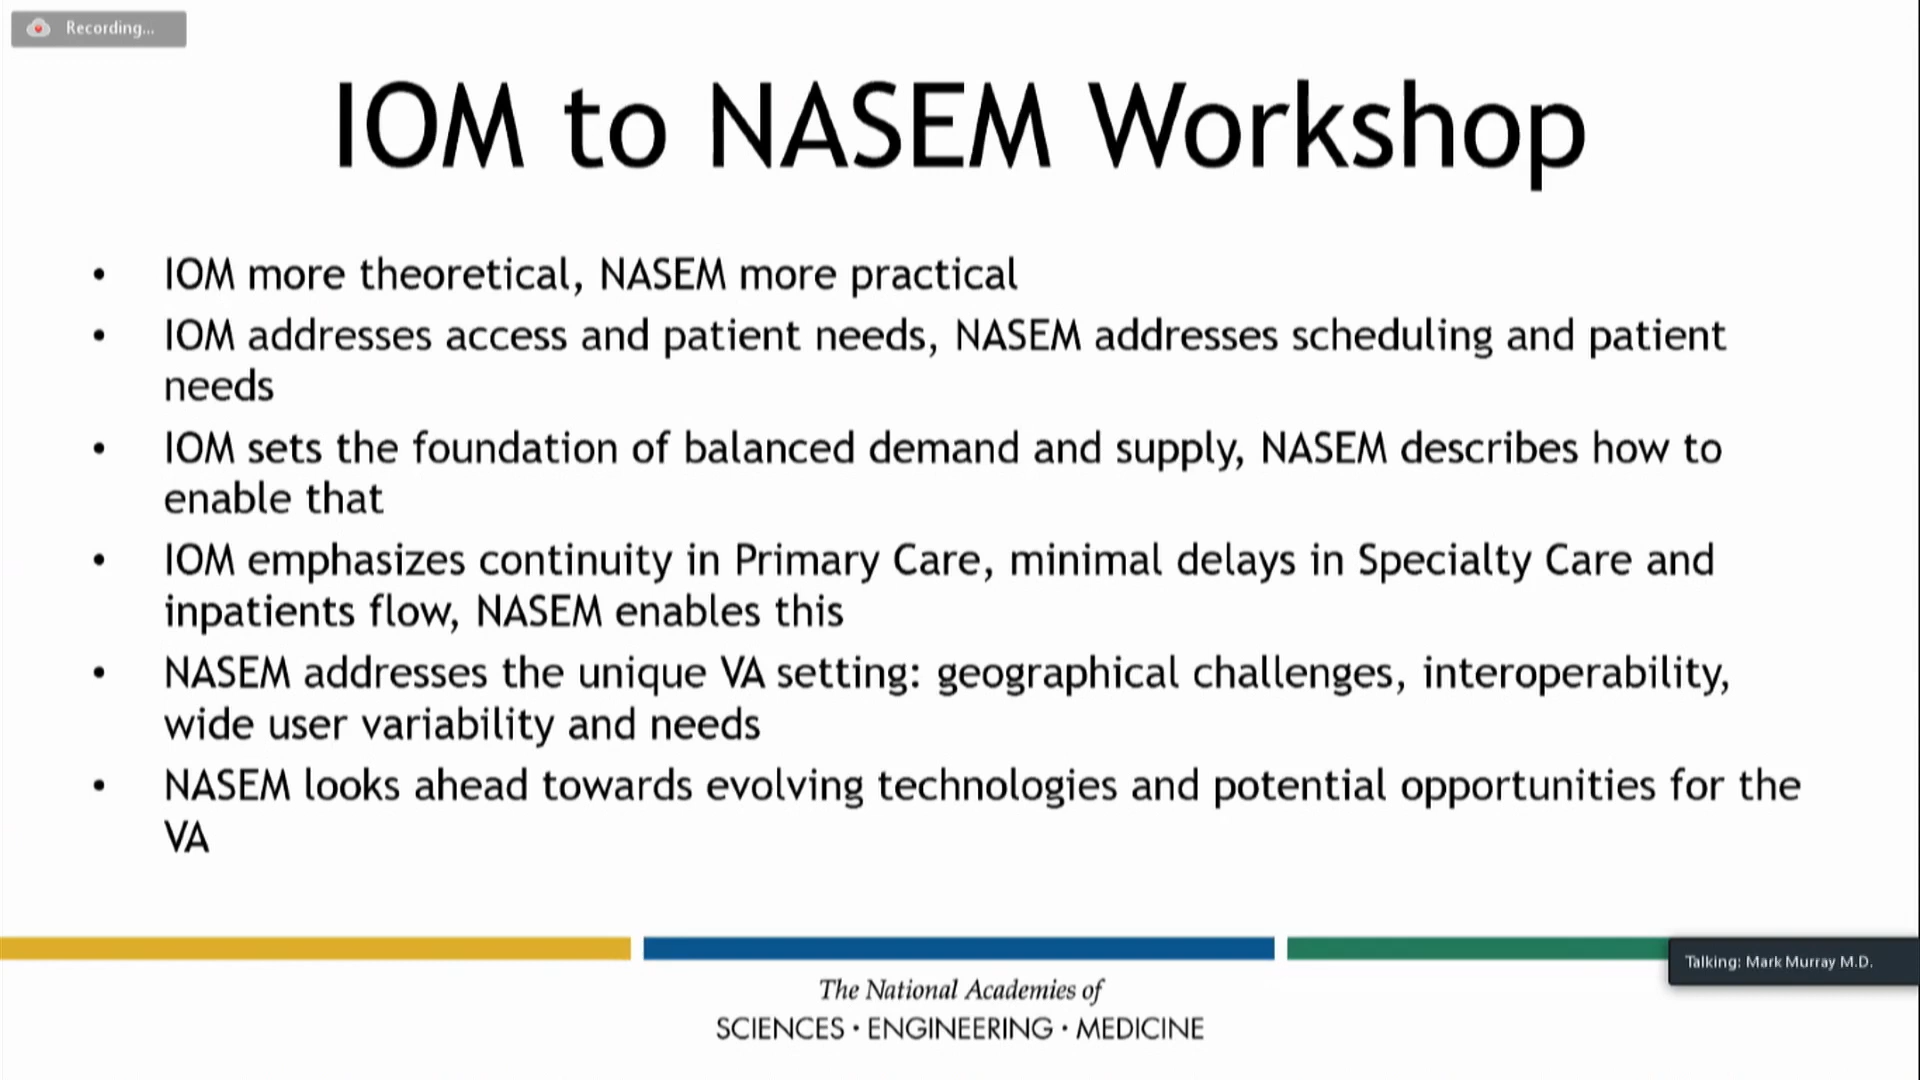 Recording...
IOM to NASEM Workshop
• IOM more theoretical, NASEM more practical
• IOM addresses access and patient needs, NASEM addresses scheduling and patient
needs
• IOM sets the foundation of balanced demand and supply, NASEM describes how to
enable that
• IOM emphasizes continuity in Primary Care, minimal delays in Specialty Care and
inpatients flow, NASEM enables this
• NASEM addresses the unique VA setting: geographical challenges, interoperability,
wide user variability and needs
• NASEM looks ahead towards evolving technologies and potential opportunities for the
VA
Talking: Mark Murray M.D.
The National Academies of
SCIENCES · ENGINEERING · MEDICINE